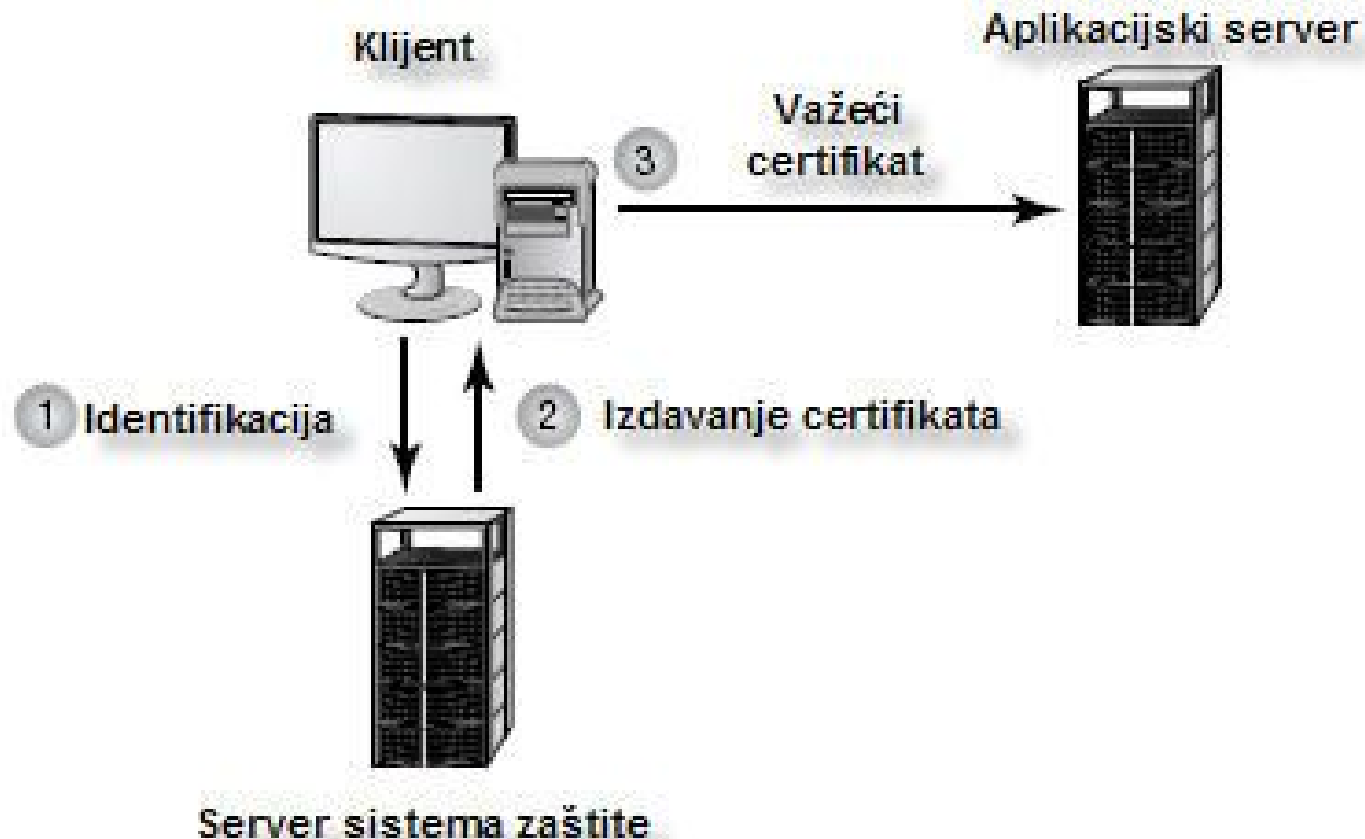 Klijent
Aplikacijski server
3
Važeći
certifikat
1 Identifikacija
2 Izdavanje certifikata
Server sistema zaštite